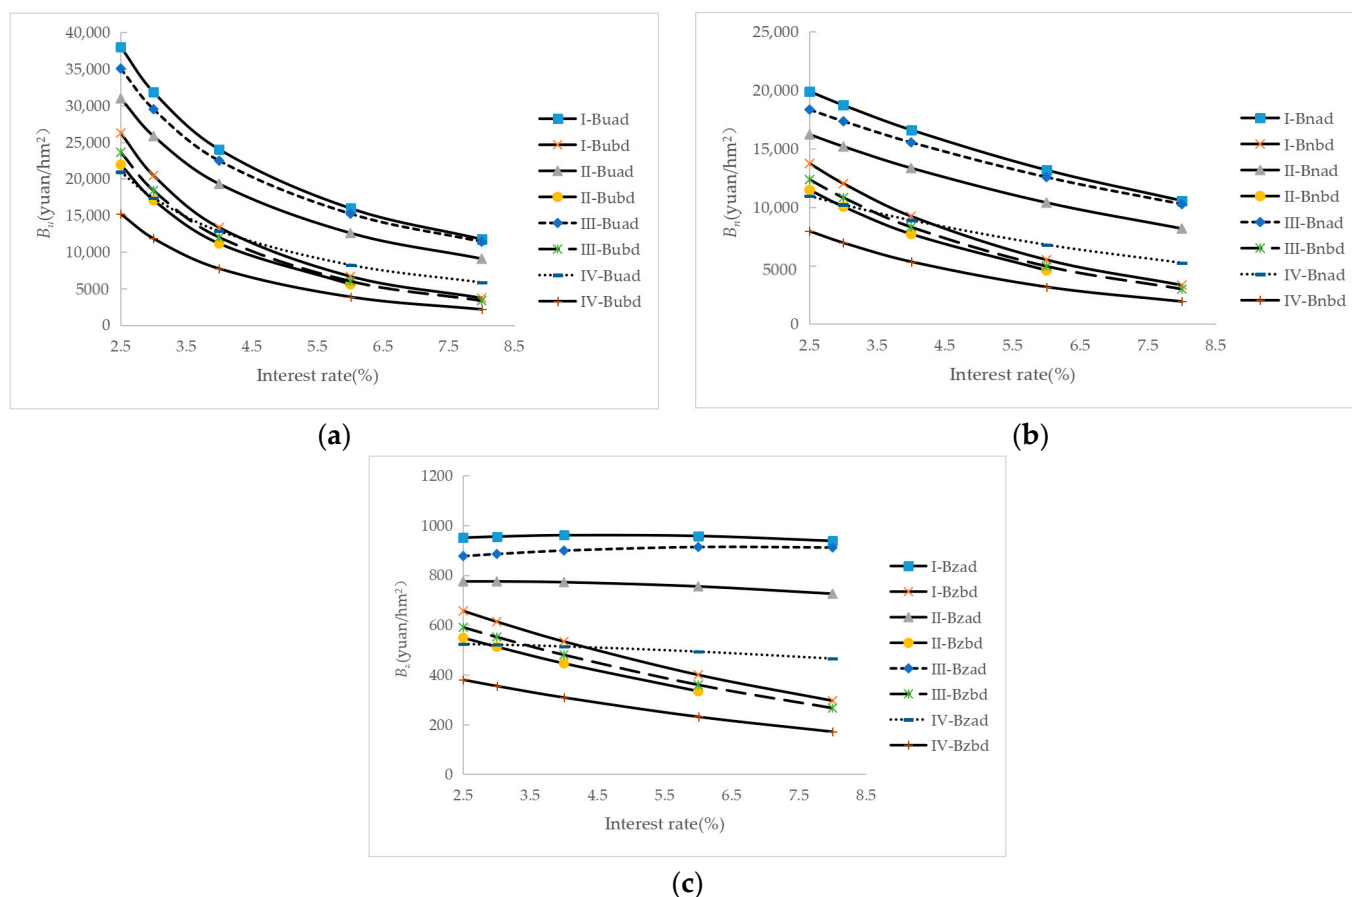 40,000
35,000
30,000
25,000
20,000
15,000
10,000
5000
0
Bu(yuan/hm²)
2.5 3.5 4.5 5.5 6.5 7.5 8.5
Interest rate(%)
I-Buad
I-Bubd
II-Buad
II-Bubd
III-Buad
III-Bubd
IV-Buad
IV-Bubd
(a)
25,000
20,000
15,000
10,000
5000
0
Bn(yuan/hm²)
2.5 3.5 4.5 5.5 6.5 7.5 8.5
Interest rate(%)
I-Bnad
I-Bnbd
II-Bnad
II-Bnbd
III-Bnad
III-Bnbd
IV-Bnad
IV-Bnbd
(b)
1200
1000
800
600
400
200
0
Bz(yuan/hm²)
2.5 3.5 4.5 5.5 6.5 7.5 8.5
Interest rate(%)
I-Bzad
I-Bzbd
II-Bzad
II-Bzbd
III-Bzad
III-Bzbd
IV-Bzad
IV-Bzbd
(c)